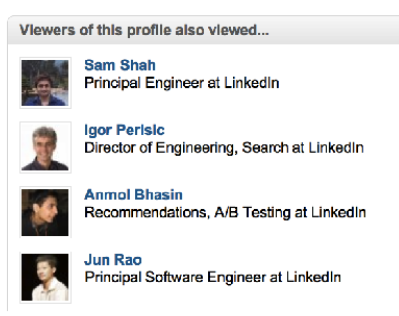 Viewers of this profile also viewed...
Sam Shah
Principal Engineer at LinkedIn
Igor Perisic
Director of Engineering, Search at LinkedIn
Anmol Bhasin
Recommendations, A/B Testing at LinkedIn
Jun Rao
Principal Software Engineer at LinkedIn